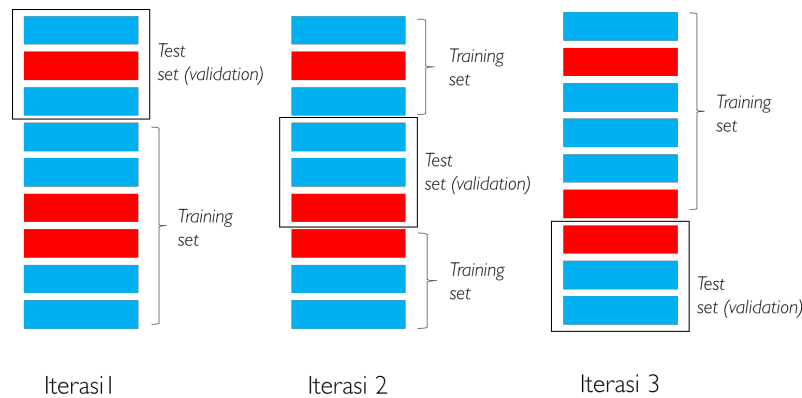 Test
set (validation)
Training
set
Iterasi1
Training
set
Test
set (validation)
Training
set
Iterasi 2
Training
set
Test
set (validation)
Iterasi 3